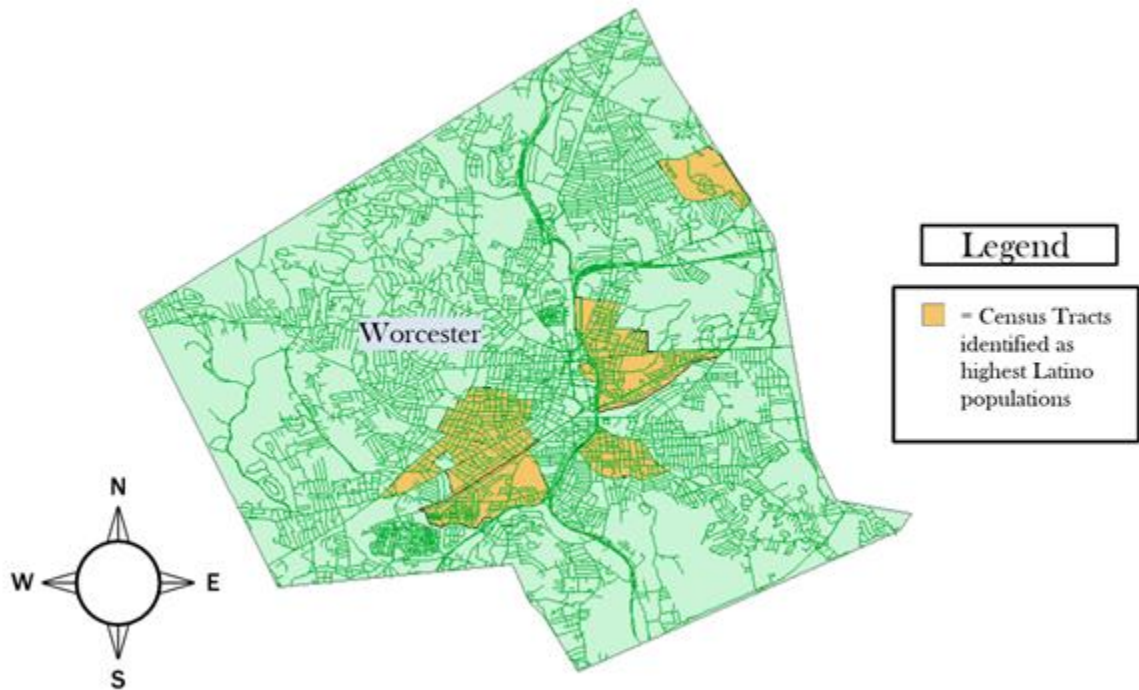 Worcester
Legend
= Census Tracts
identified as
highest Latino
populations
N
W
E
S